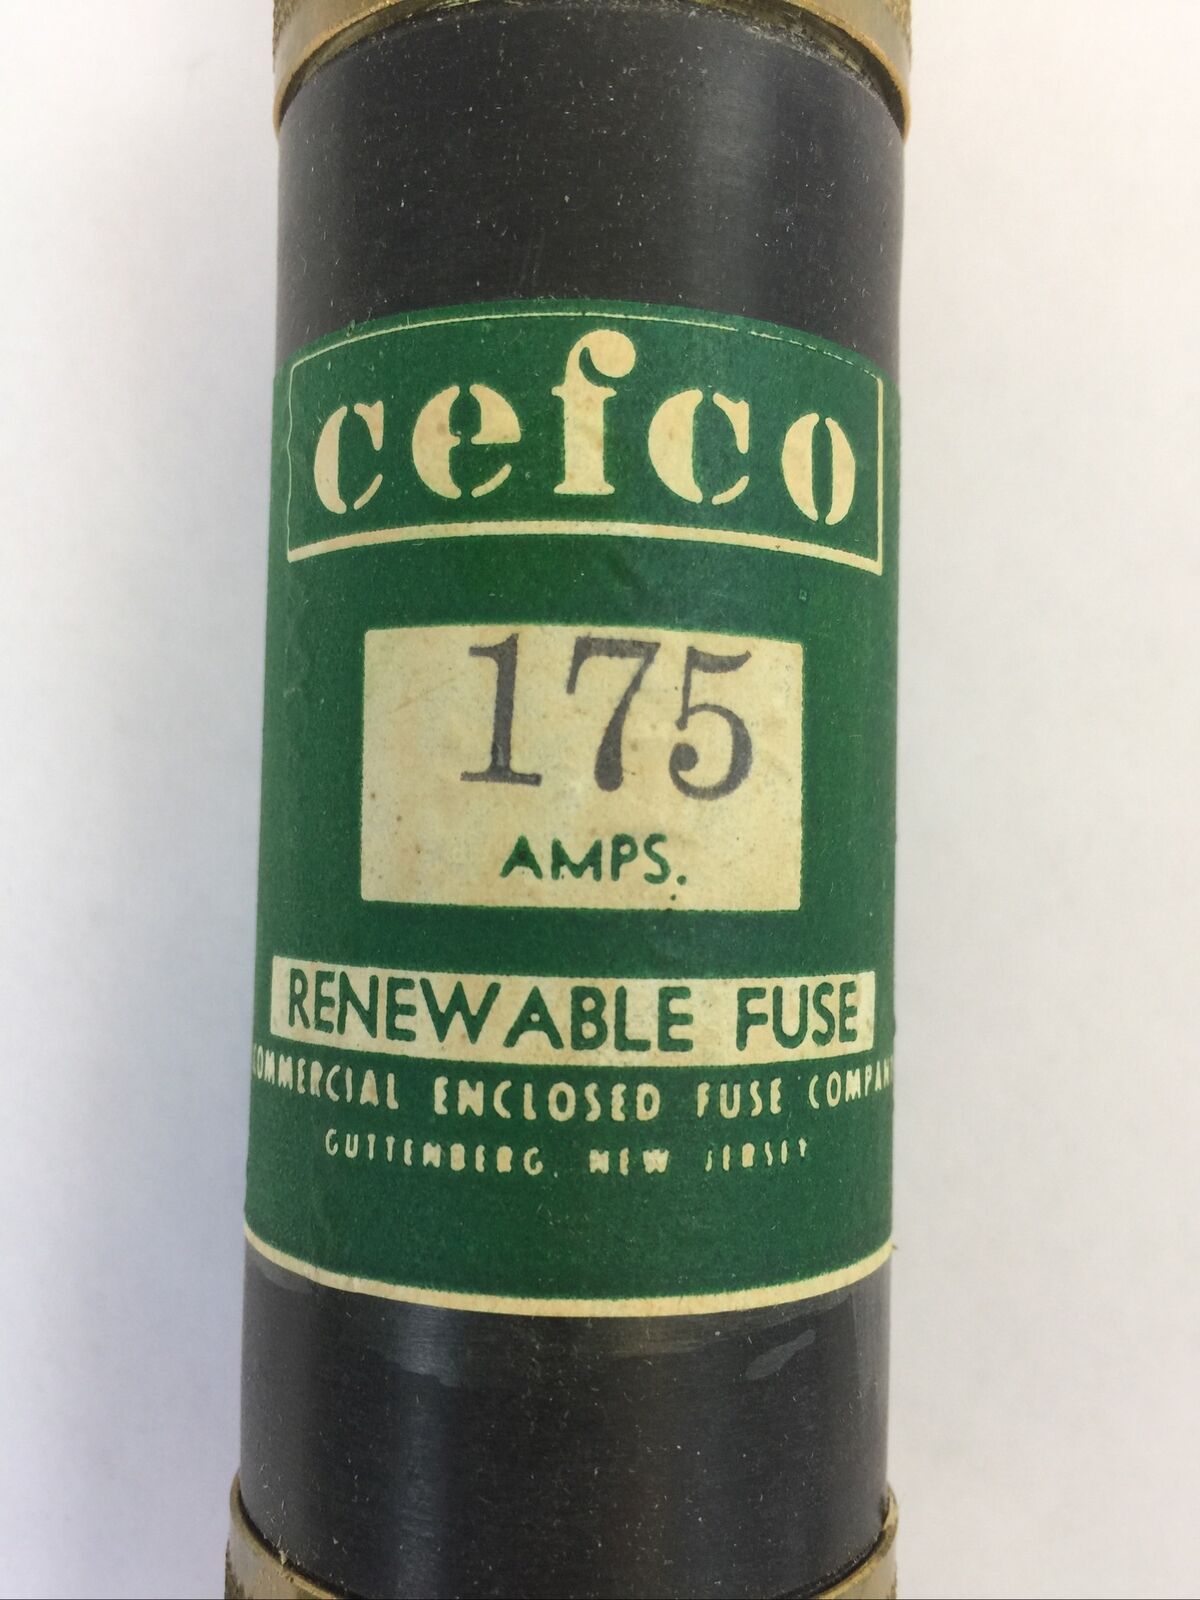 cefco
175
AMPS.
RENEWABLE FUSE
COMMERCIAL ENCLOSED FUSE COMPANY
GUTTENBERG, NEW JERSEY